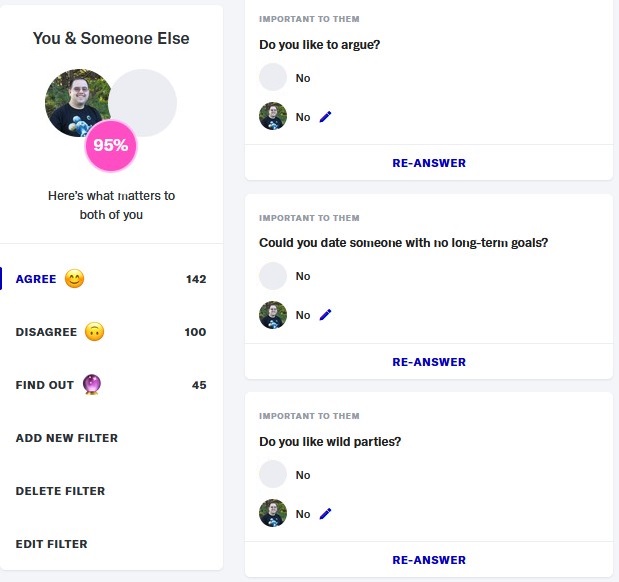 You & Someone Else
95%
Here's what matters to
both of you
AGREE 😊 142
DISAGREE 🙃 100
FIND OUT 🔮 45
ADD NEW FILTER
DELETE FILTER
EDIT FILTER
IMPORTANT TO THEM
Do you like to argue?
No
No
RE-ANSWER
IMPORTANT TO THEM
Could you date someone with no long-term goals?
No
No
RE-ANSWER
IMPORTANT TO THEM
Do you like wild parties?
No
No
RE-ANSWER